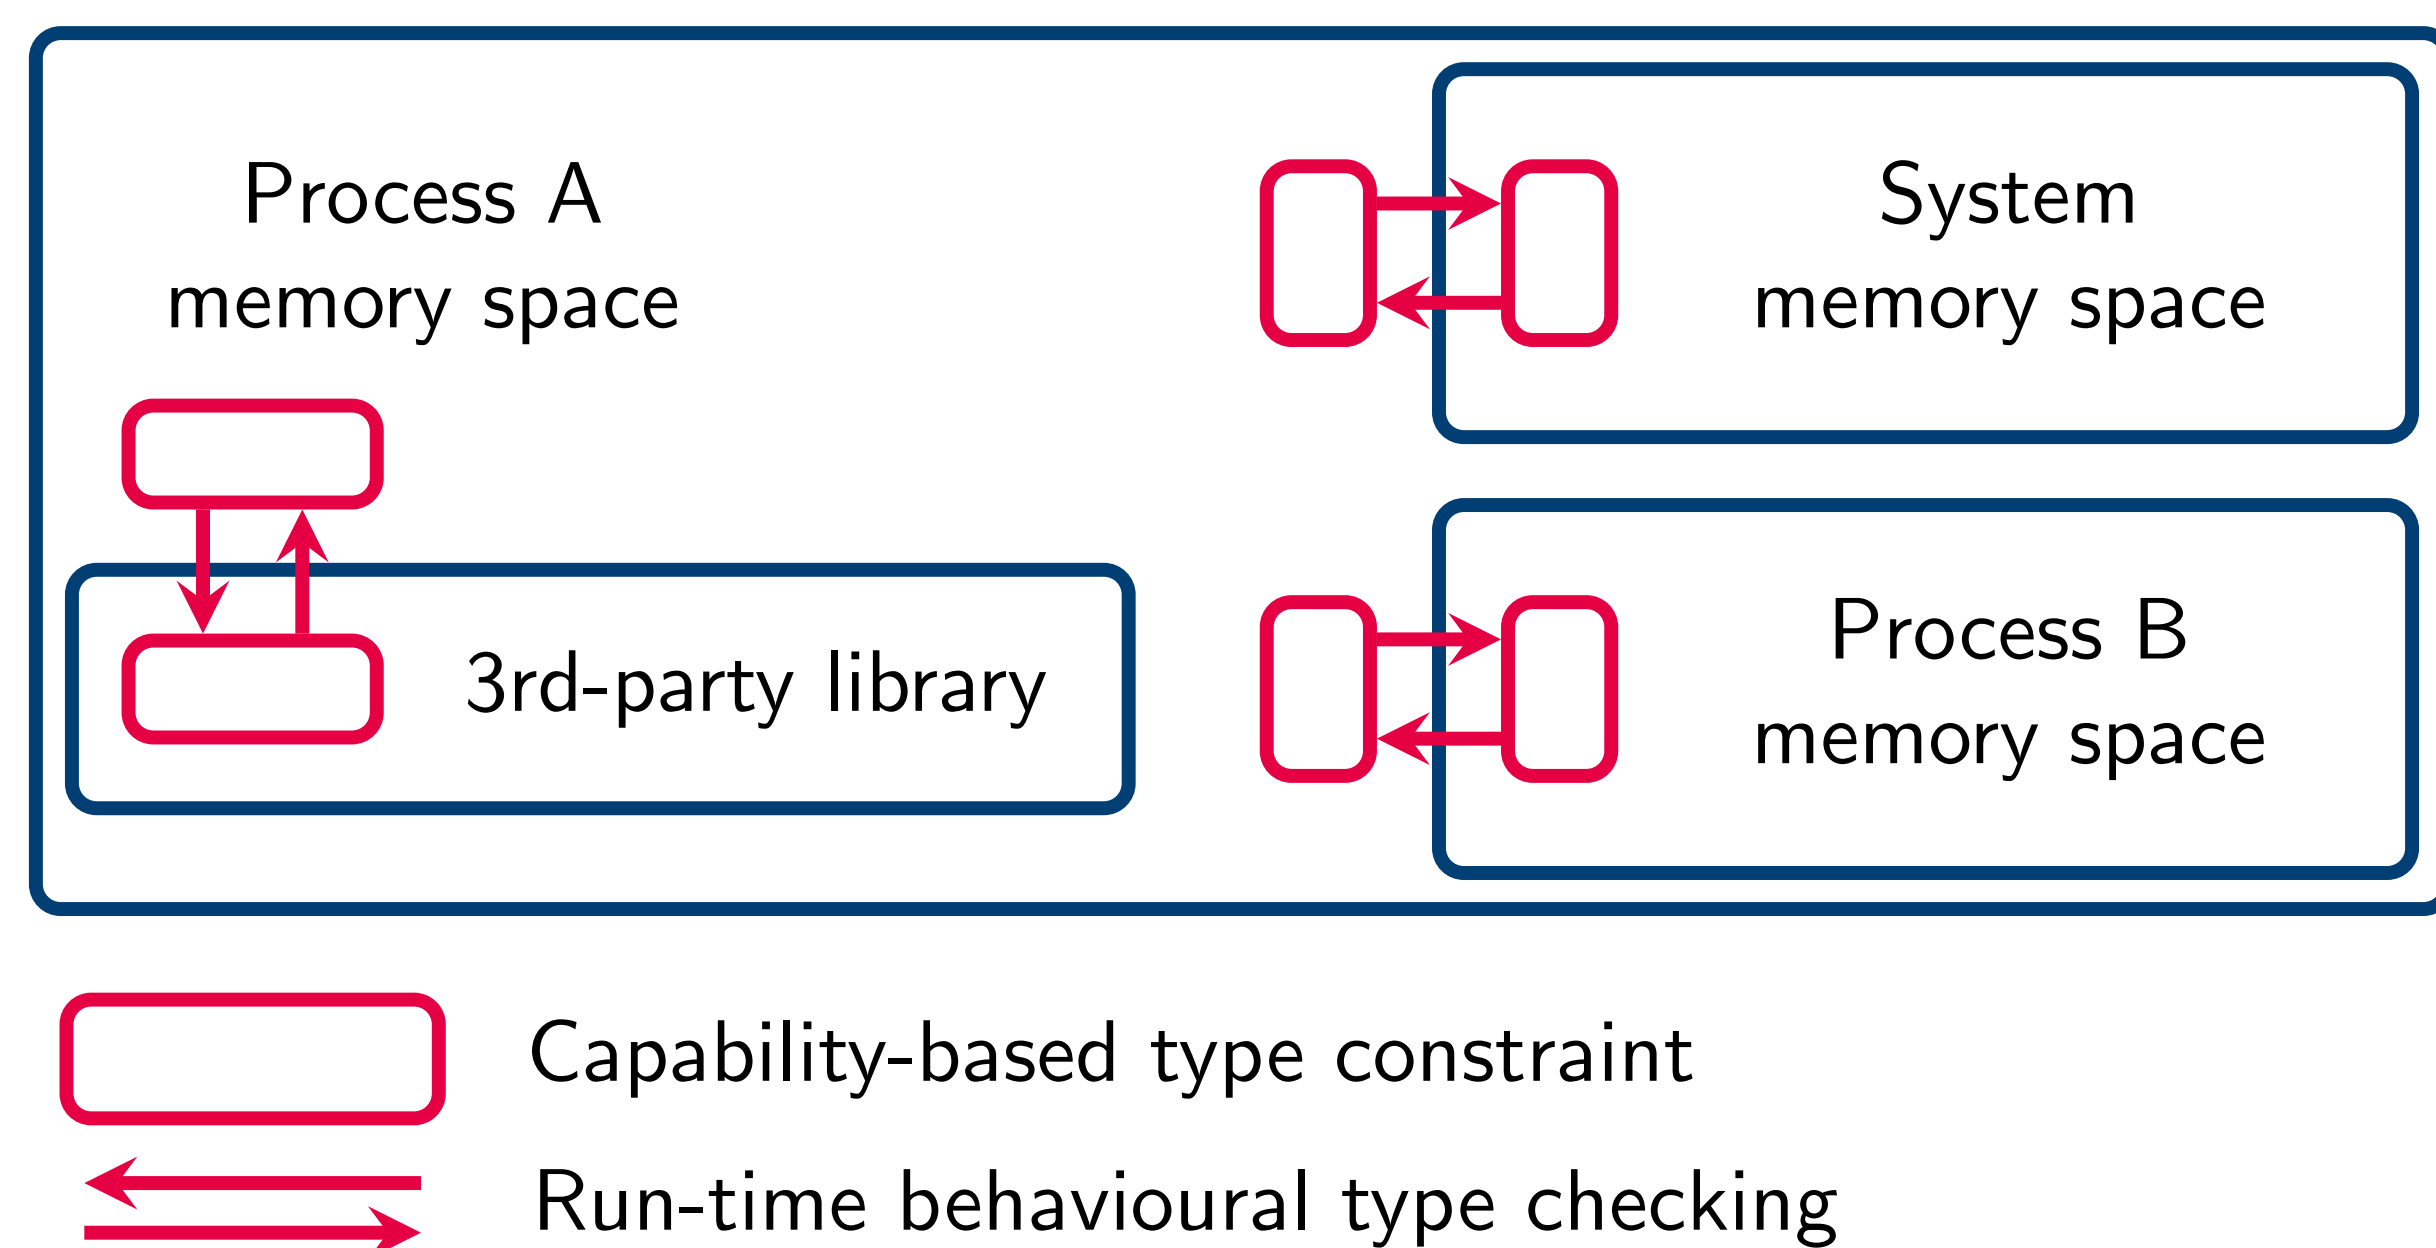 Process A
memory space
System
memory space
3rd-party library
Process B
memory space
Capability-based type constraint
Run-time behavioural type checking